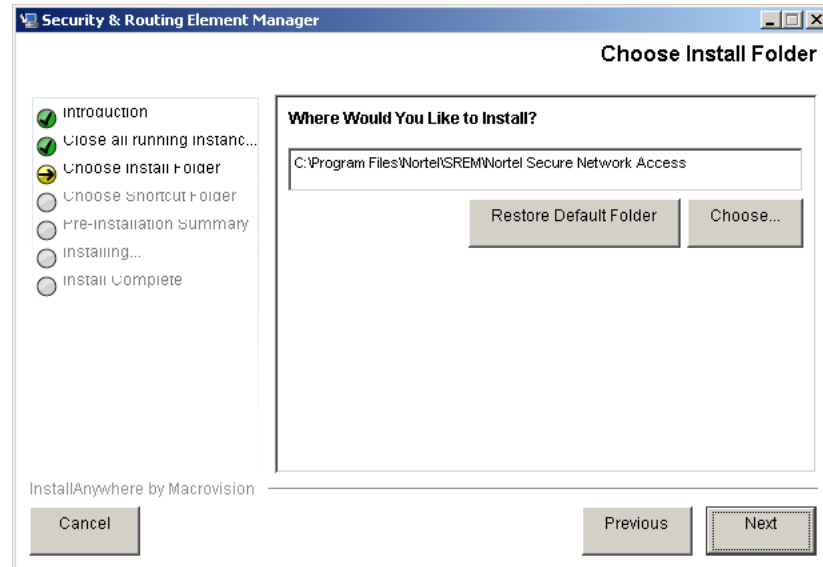 Security & Routing Element Manager
Choose Install Folder
Introduction
Close all running instanc...
Choose Install Folder
Choose Shortcut Folder
Pre-Installation Summary
Installing...
Install Complete
Where Would You Like to Install?
C:\Program Files\Nortel\SREM\Nortel Secure Network Access
Restore Default Folder
Choose...
InstallAnywhere by Macrovision
Cancel
Previous
Next